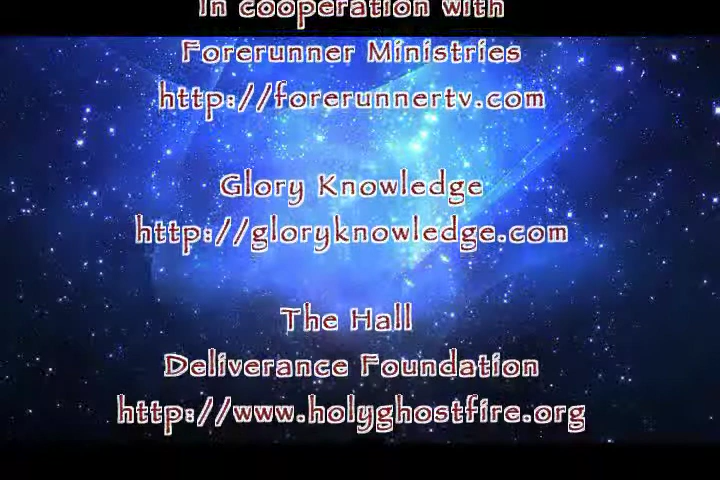 In cooperation with
Forerunner Ministries
http://forerunnertv.com
Glory Knowledge
http://gloryknowledge.com
The Hall
Deliverance Foundation
http://www.holyghostfire.org